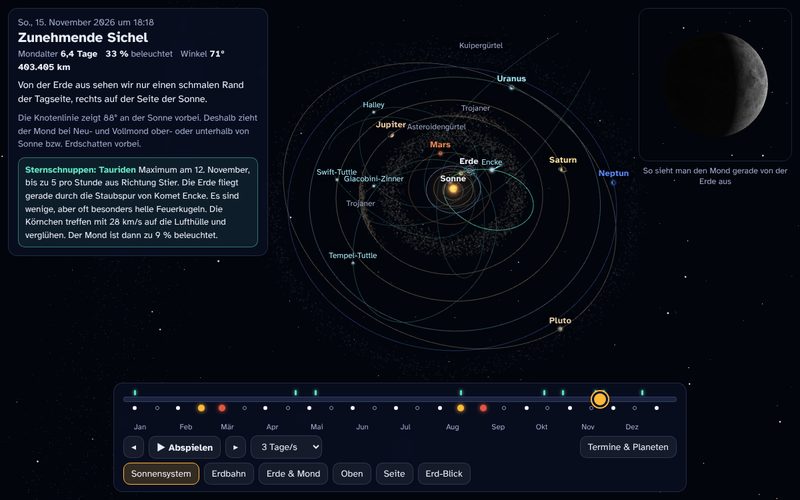 So., 15. November 2026 um 18:18
Zunehmende Sichel
Mondalter 6,4 Tage 33 % beleuchtet Winkel 71°
403.405 km
Von der Erde aus sehen wir nur einen schmalen Rand
der Tagseite, rechts auf der Seite der Sonne.
Die Knotenlinie zeigt 88° an der Sonne vorbei. Deshalb zieht
der Mond bei Neu- und Vollmond ober- oder unterhalb von
Sonne bzw. Erdschatten vorbei.
Sternschnuppen: Tauriden Maximum am 12. November,
bis zu 5 pro Stunde aus Richtung Stier. Die Erde fliegt
gerade durch die Staubspur von Komet Encke. Es sind
wenige, aber oft besonders helle Feuerkugeln. Die
Körnchen treffen mit 28 km/s auf die Lufthülle und
verglühen. Der Mond ist dann zu 9 % beleuchtet.
Kuipergürtel
Uranus
Halley
Trojaner
Jupiter
Asteroidengürtel
Mars
Erde
Encke
Saturn
Swift-Tuttle
Giacobini-Zinner
Sonne
Neptun
Trojaner
Tempel-Tuttle
Pluto
So sieht man den Mond gerade von der
Erde aus
Jan Feb Mär Apr Mai Jun Jul Aug Sep Okt Nov Dez
◂ ▶ Abspielen ▸ 3 Tage/s Termine & Planeten
Sonnensystem Erdbahn Erde & Mond Oben Seite Erd-Blick